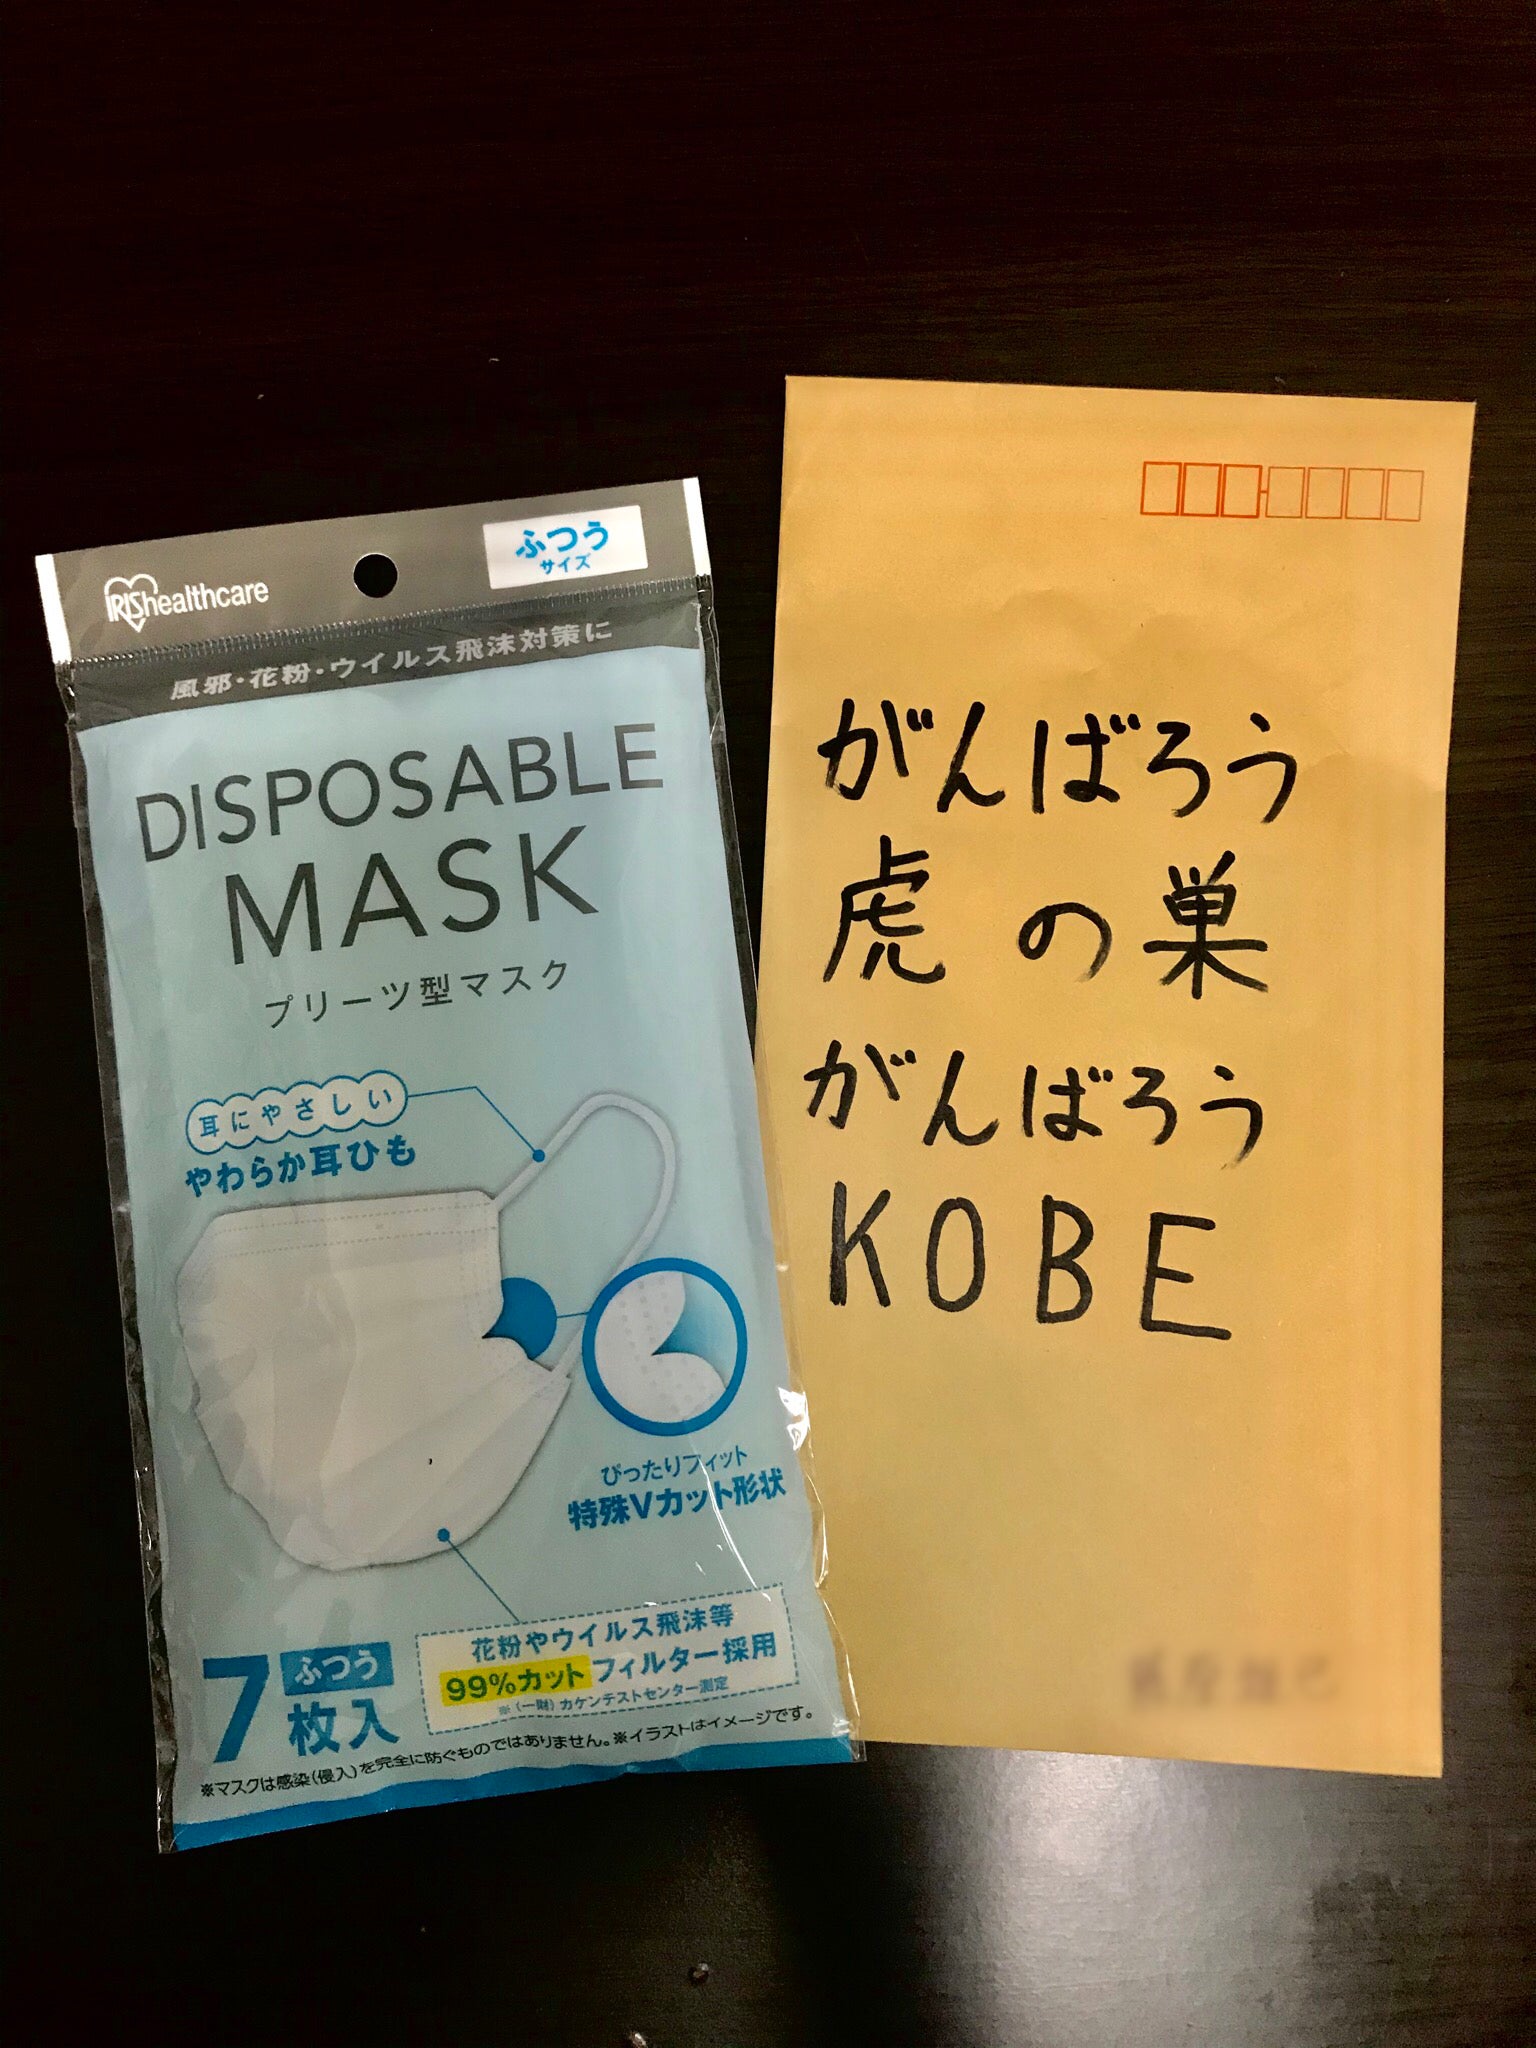 IRIShealthcare
ふつう
サイズ
風邪・花粉・ウイルス飛沫対策に
DISPOSABLE
MASK
プリーツ型マスク
耳にやさしい
やわらか耳ひも
ぴったりフィット
特殊Vカット形状
花粉やウイルス飛沫等
99%カットフィルター採用
※(一財)カケンテストセンター測定
7
ふつう
枚入
※マスクは感染(侵入)を完全に防ぐものではありません。※イラストはイメージです。
がんばろう
虎の巣
がんばろう
KOBE